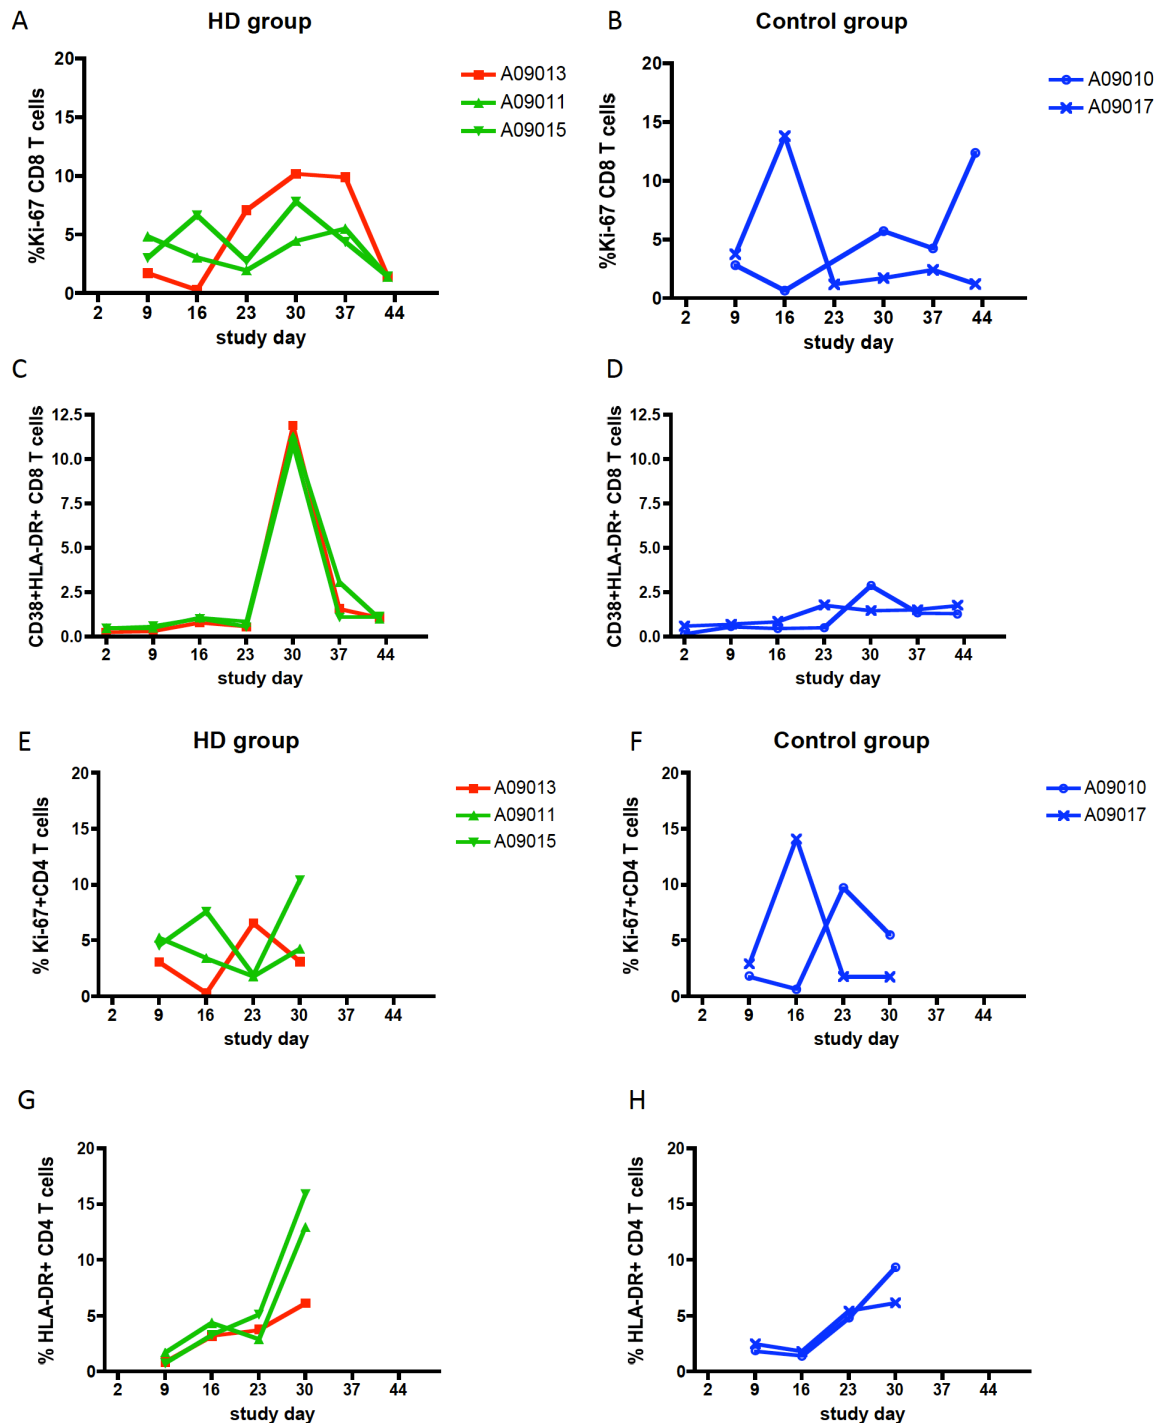 A
HD group
%Ki-67 CD8 T cells
20
15
10
5
0
2 9 16 23 30 37 44
study day
A09013
A09011
A09015
B
Control group
%Ki-67 CD8 T cells
20
15
10
5
0
2 9 16 23 30 37 44
study day
A09010
A09017
C
CD38+HLA-DR+ CD8 T cells
12.5
10.0
7.5
5.0
2.5
0.0
2 9 16 23 30 37 44
study day
D
CD38+HLA-DR+ CD8 T cells
12.5
10.0
7.5
5.0
2.5
0.0
2 9 16 23 30 37 44
study day
E
HD group
% Ki-67+CD4 T cells
20
15
10
5
0
2 9 16 23 30 37 44
study day
A09013
A09011
A09015
F
Control group
% Ki-67+CD4 T cells
20
15
10
5
0
2 9 16 23 30 37 44
study day
A09010
A09017
G
% HLA-DR+ CD4 T cells
20
15
10
5
0
2 9 16 23 30 37 44
study day
H
% HLA-DR+ CD4 T cells
20
15
10
5
0
2 9 16 23 30 37 44
study day